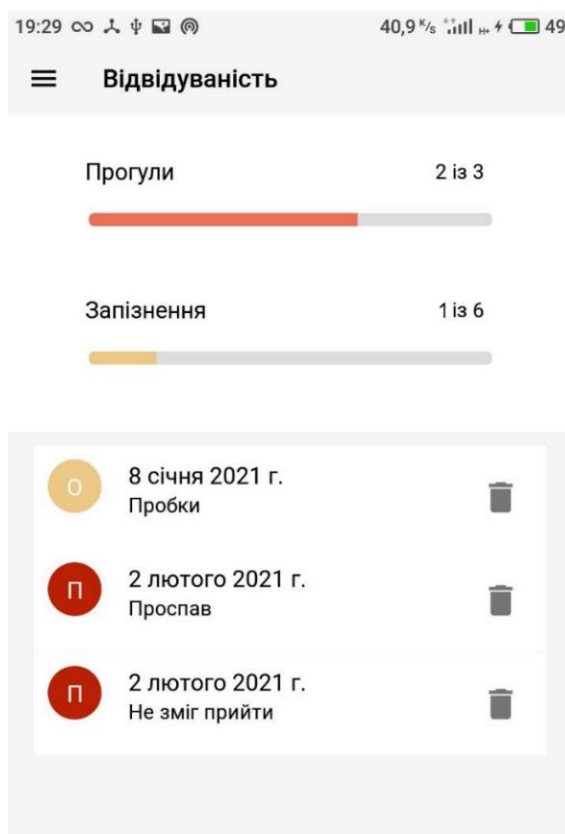 19:29 40,9 K/s H+ 49
Відвідуваність
Прогули 2 із 3
Запізнення 1 із 6
О 8 січня 2021 г.
Пробки
П 2 лютого 2021 г.
Проспав
П 2 лютого 2021 г.
Не зміг прийти